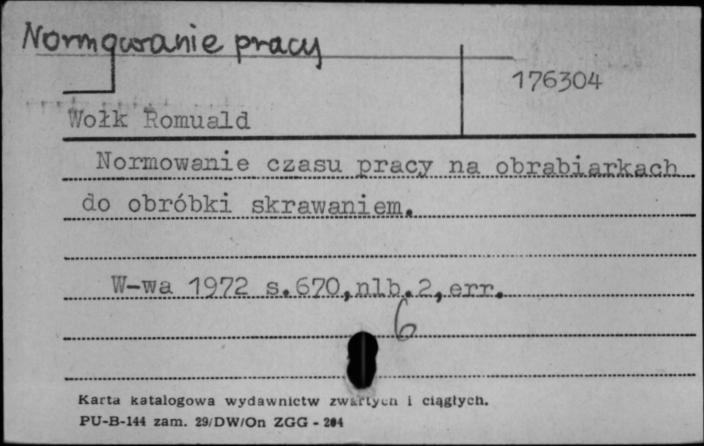 Normowanie pracy
176304
Wołk Romuald
Normowanie czasu pracy na obrabiarkach
do obróbki skrawaniem.
W-wa 1972 s.670,nlb.2,err.
6
Karta katalogowa wydawnictw zwartych i ciągłych.
PU-B-144 zam. 29/DW/On ZGG - 204